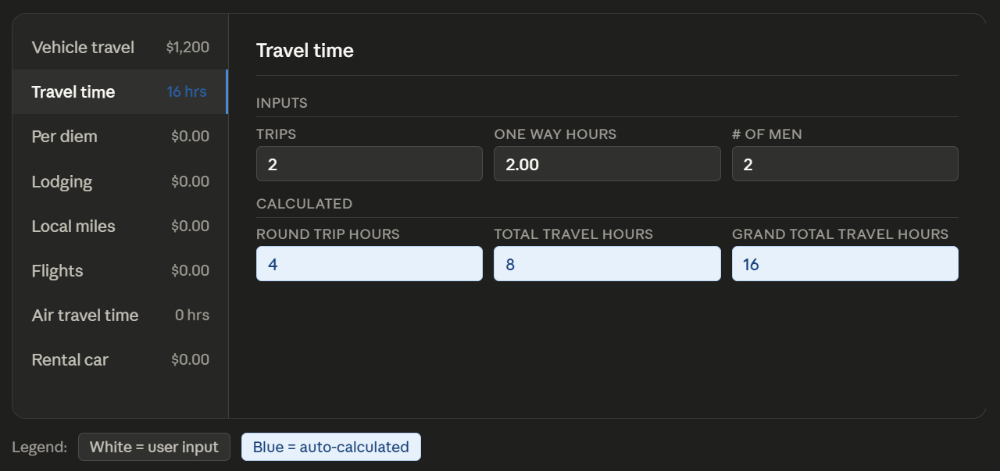 Vehicle travel $1,200
Travel time 16 hrs
Per diem $0.00
Lodging $0.00
Local miles $0.00
Flights $0.00
Air travel time 0 hrs
Rental car $0.00
Travel time
INPUTS
TRIPS ONE WAY HOURS # OF MEN
2 2.00 2
CALCULATED
ROUND TRIP HOURS TOTAL TRAVEL HOURS GRAND TOTAL TRAVEL HOURS
4 8 16
Legend: White = user input Blue = auto-calculated